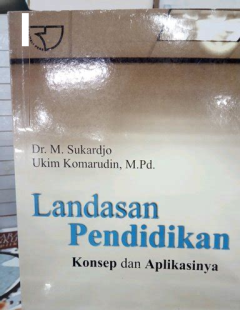 Dr. M. Sukardjo
Ukim Komarudin, M.Pd.
Landasan
Pendidikan
Konsep dan Aplikasinya